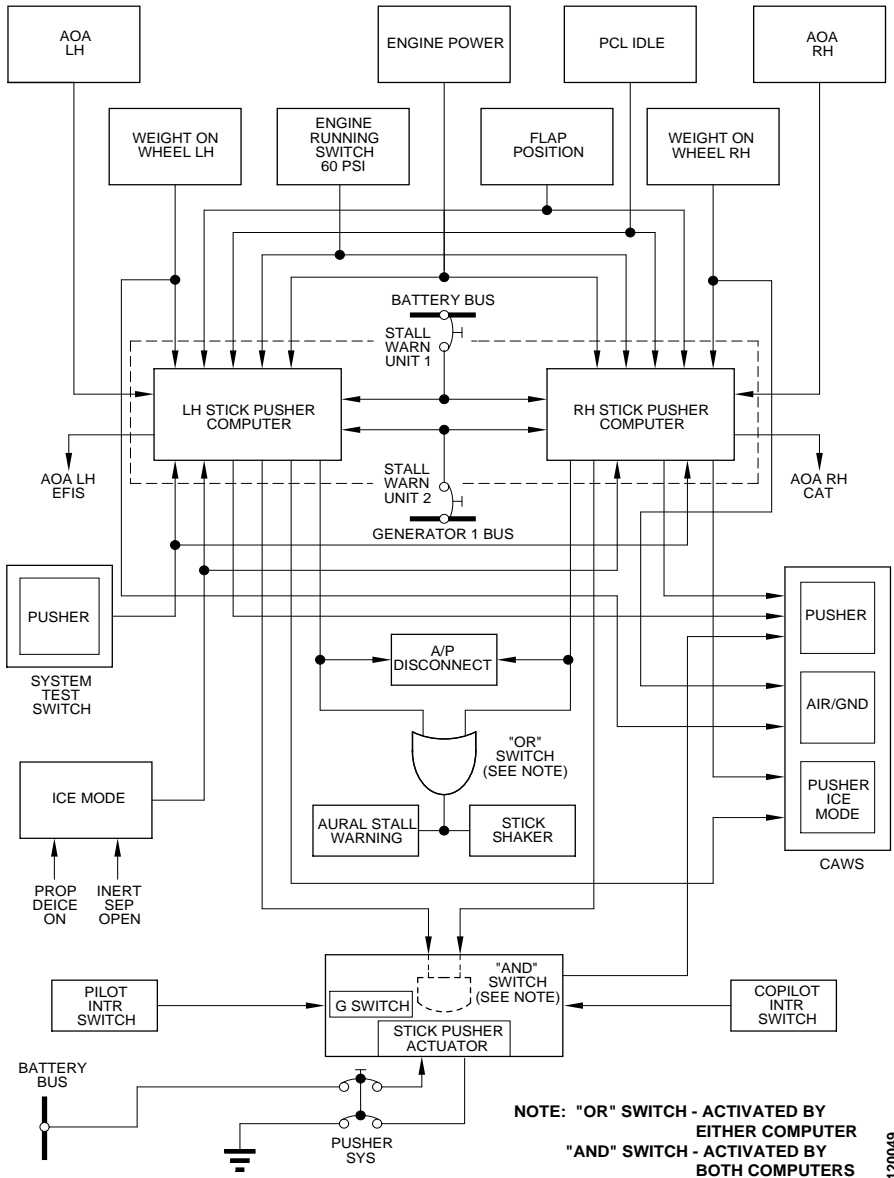 AOA
LH
ENGINE POWER
PCL IDLE
AOA
RH
WEIGHT ON
WHEEL LH
ENGINE
RUNNING
SWITCH
60 PSI
FLAP
POSITION
WEIGHT ON
WHEEL RH
BATTERY BUS
STALL
WARN
UNIT 1
LH STICK PUSHER
COMPUTER
RH STICK PUSHER
COMPUTER
AOA LH
EFIS
STALL
WARN
UNIT 2
AOA RH
CAT
GENERATOR 1 BUS
PUSHER
SYSTEM
TEST
SWITCH
A/P
DISCONNECT
PUSHER
AIR/GND
PUSHER
ICE
MODE
CAWS
"OR"
SWITCH
(SEE NOTE)
ICE MODE
AURAL STALL
WARNING
STICK
SHAKER
PROP
DEICE
ON
INERT
SEP
OPEN
"AND"
SWITCH
(SEE NOTE)
PILOT
INTR
SWITCH
G SWITCH
COPILOT
INTR
SWITCH
STICK PUSHER
ACTUATOR
BATTERY
BUS
PUSHER
SYS
NOTE: "OR" SWITCH - ACTIVATED BY
EITHER COMPUTER
"AND" SWITCH - ACTIVATED BY
BOTH COMPUTERS
120049